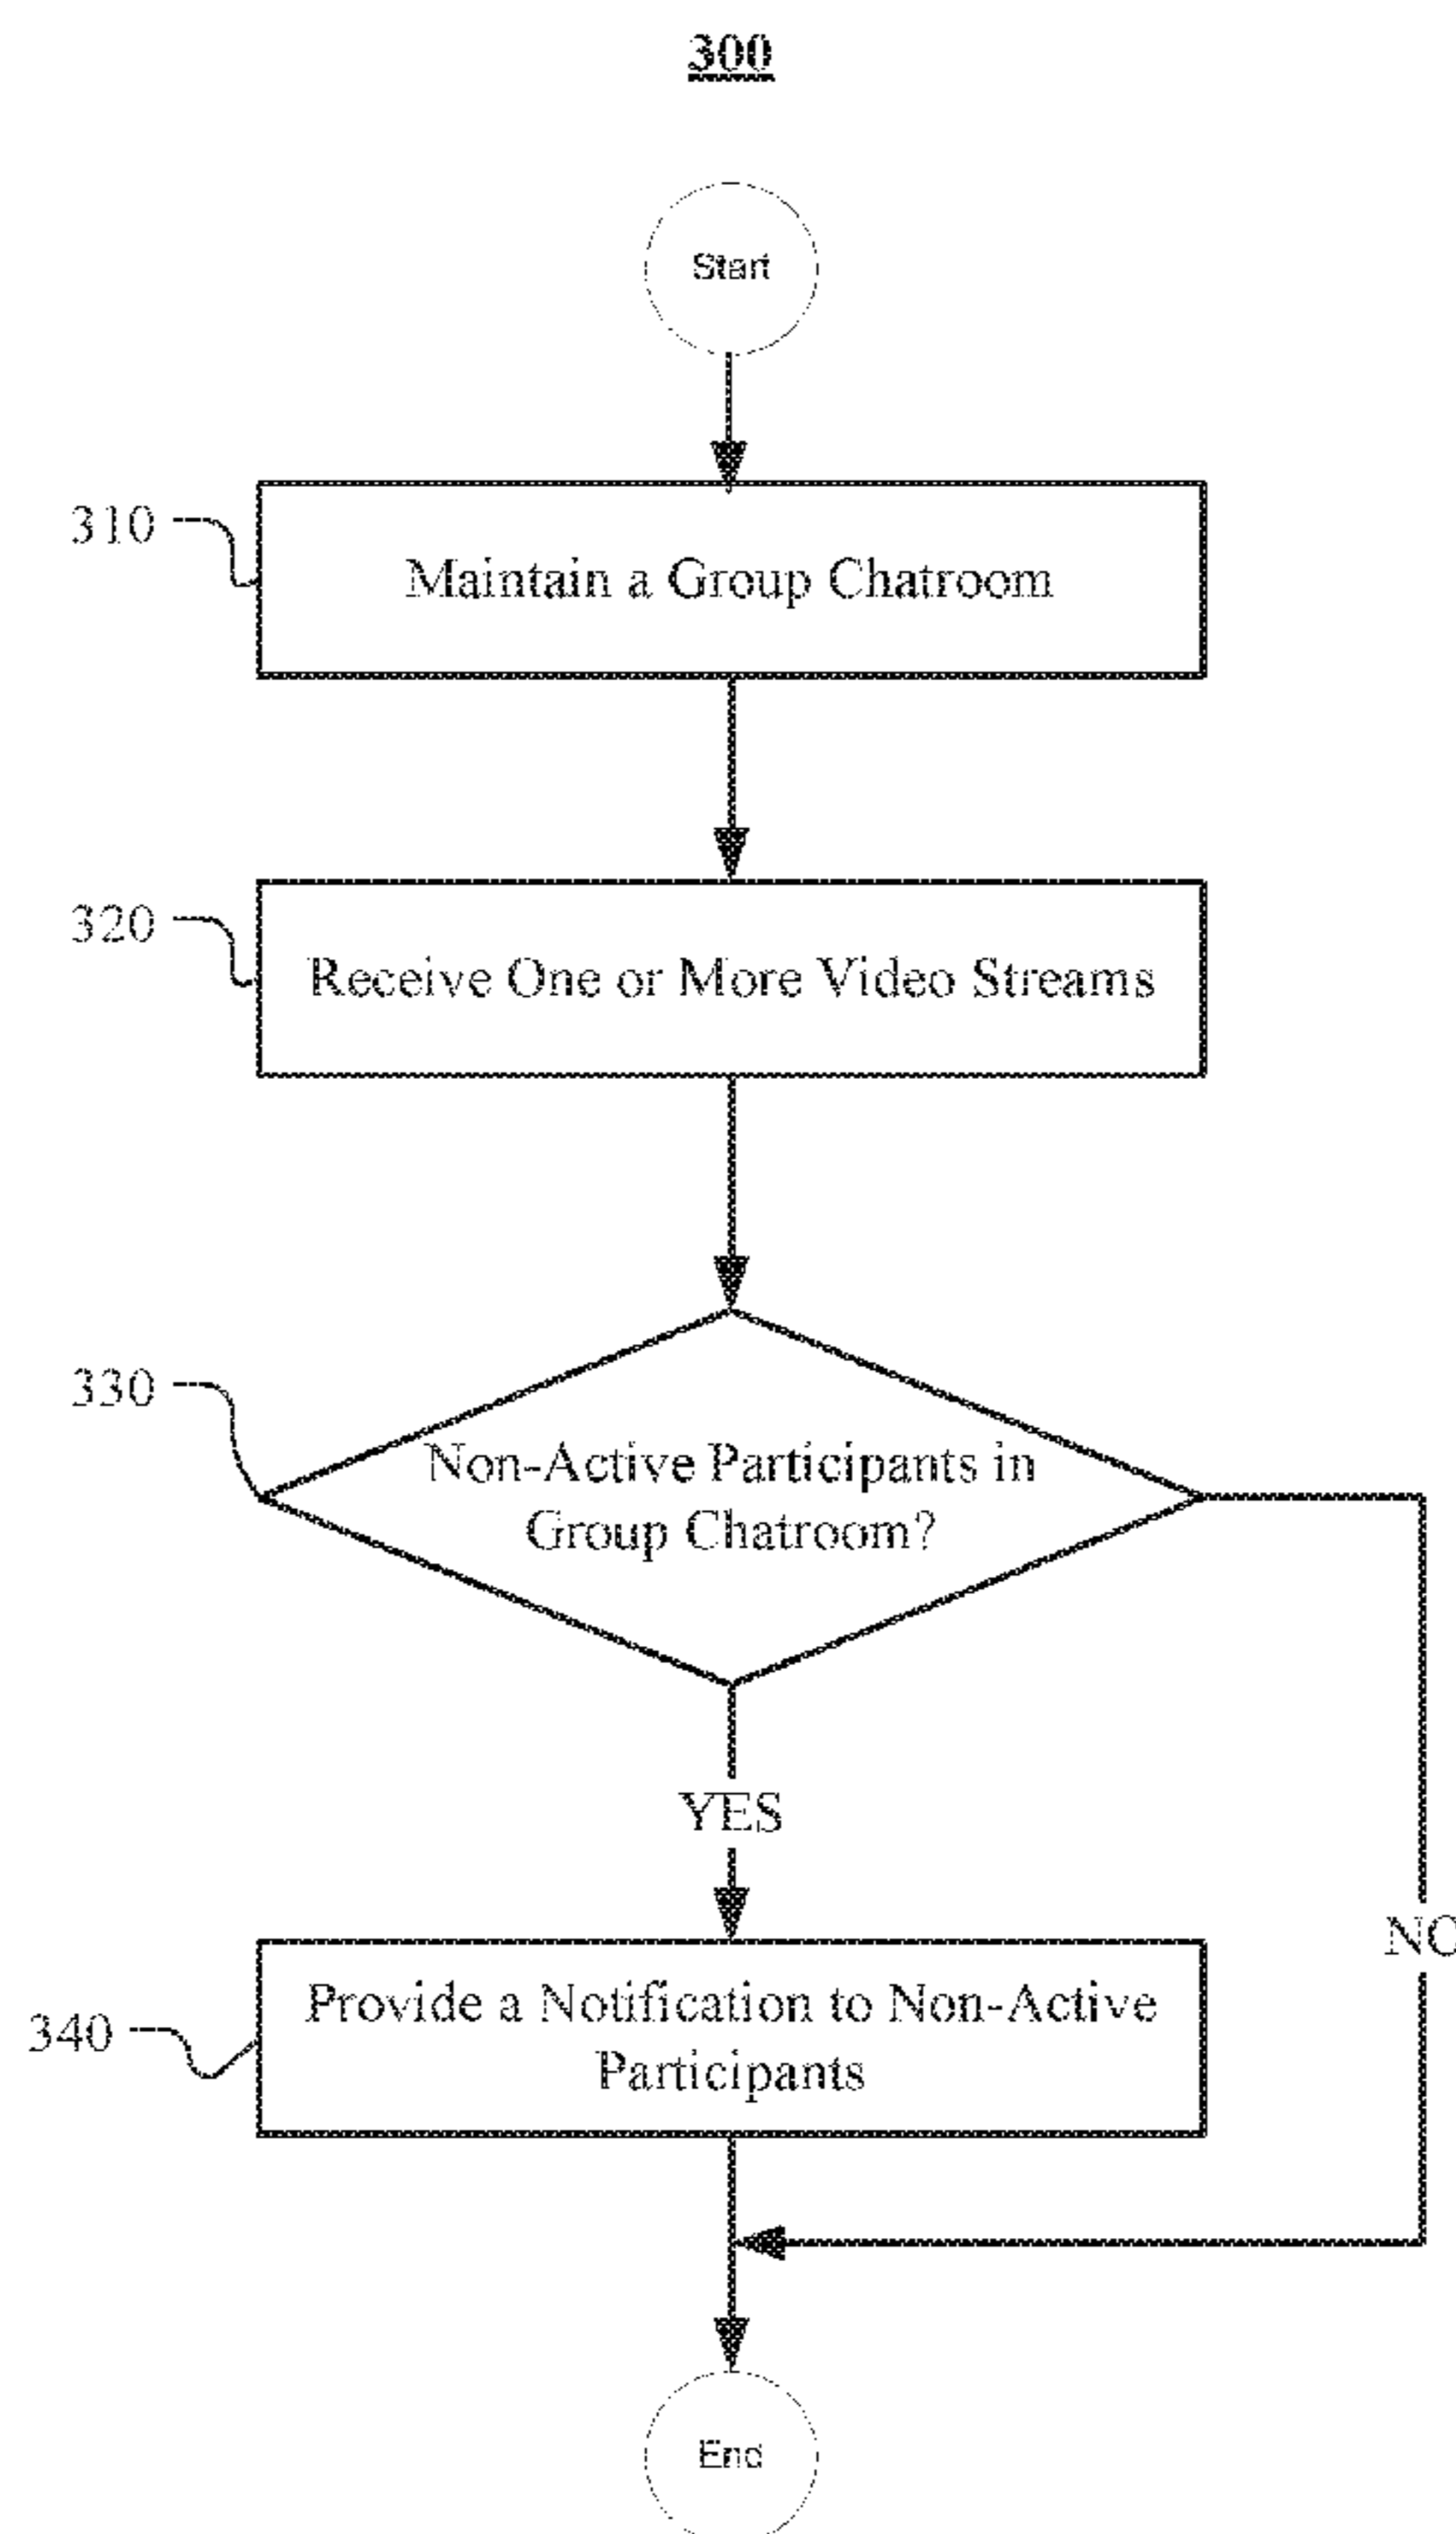 300
Start
310
Maintain a Group Chatroom
320
Receive One or More Video Streams
330
Non-Active Participants in
Group Chatroom?
YES
NO
340
Provide a Notification to Non-Active
Participants
End